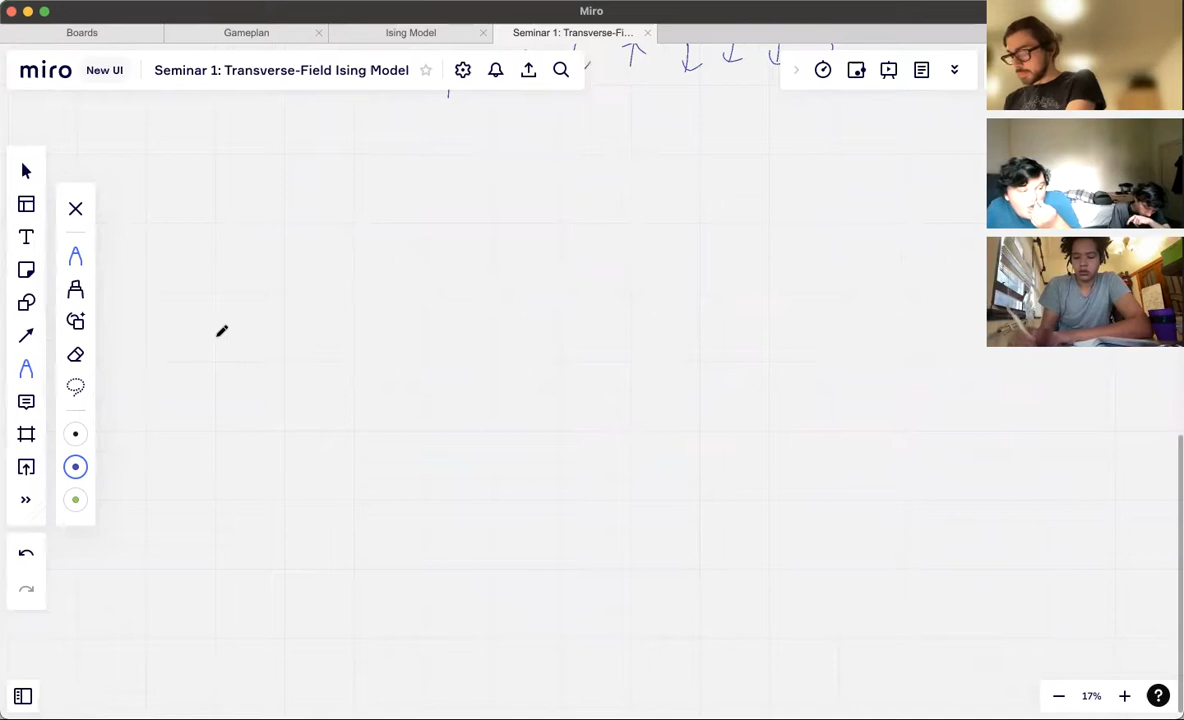 Miro
Boards
Gameplan
Ising Model
Seminar 1: Transverse-Fi...
miro
New UI
Seminar 1: Transverse-Field Ising Model
17%
?